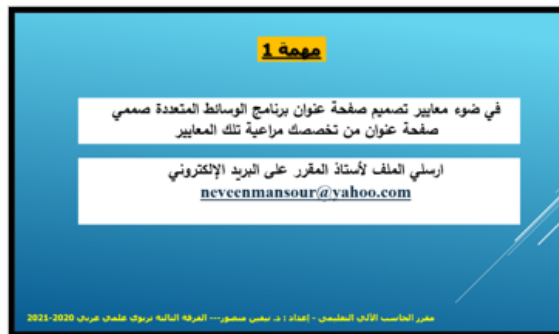 مهمة 1
في ضوء معايير تصميم صفحة عنوان برنامج الوسائط المتعددة صممي
صفحة عنوان من تخصصك مراعية تلك المعايير
ارسلي الملف لأستاذ المقرر على البريد الإلكتروني
neveenmansour@yahoo.com
مقرر الحاسب الآلي التعليمي - إعداد : د. نيفين منصور--- الفرقة الثالثة تربوي علمي عربي 2020-2021